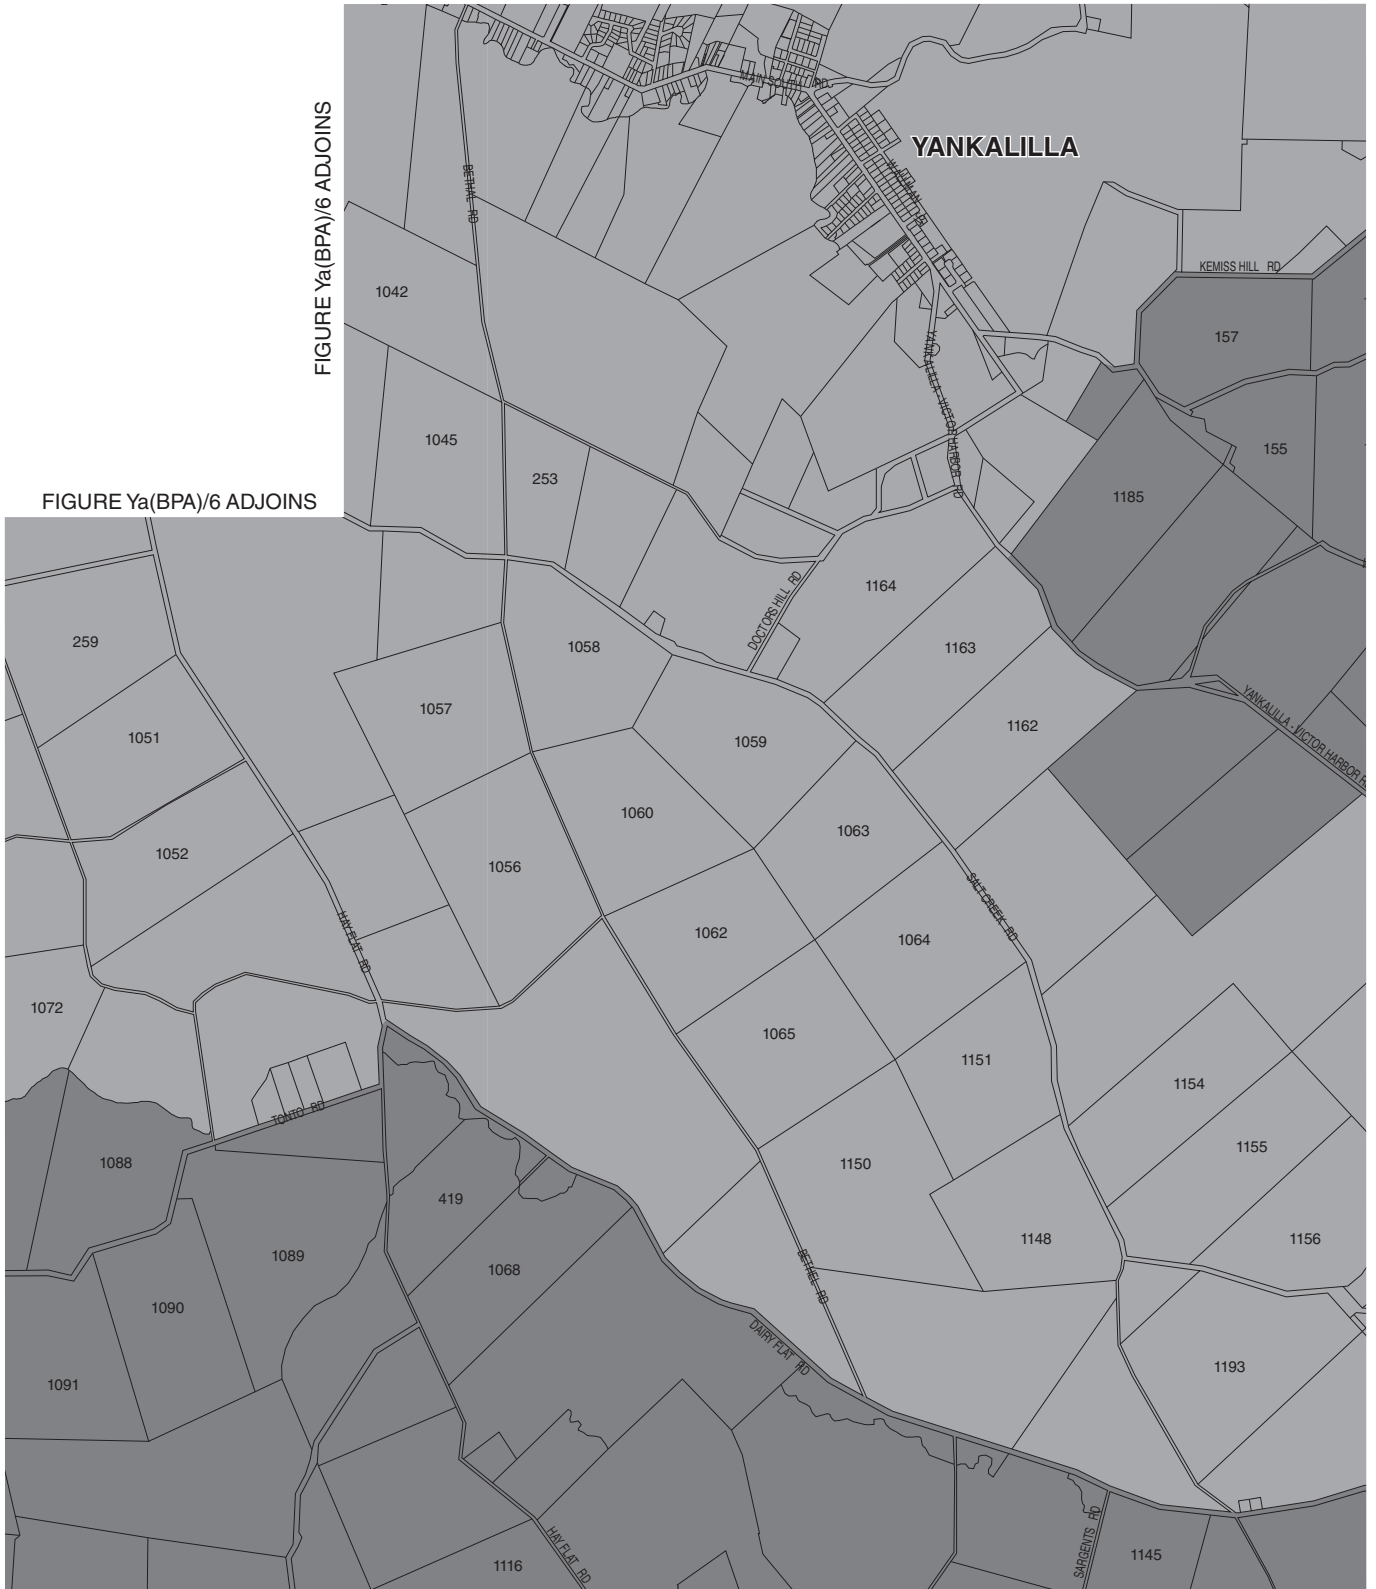 MAIN SOUTH RD
YANKALILLA
FIGURE Ya(BPA)/6 ADJOINS
BETHAL RD
WILLMAN D
KEMISS HILL RD
1042
157
YANKALILLA - VICTOR HARBOR RD
1045
155
253
1185
FIGURE Ya(BPA)/6 ADJOINS
DOCTORS HILL RD
1164
259
1058
1163
YANKALILLA - VICTOR HARBOR R
1057
1051
1059
1162
1060
1063
1052
1056
SALT CREEK RD
HAY FLAT RD
1062
1064
1072
1065
1151
1154
TONTO RD
1155
1088
1150
419
1148
1156
1089
1068
BETHEL RD
1090
DAIRY FLAT RD
1193
1091
HAY FLAT RD
SARGENTS RD
1145
1116